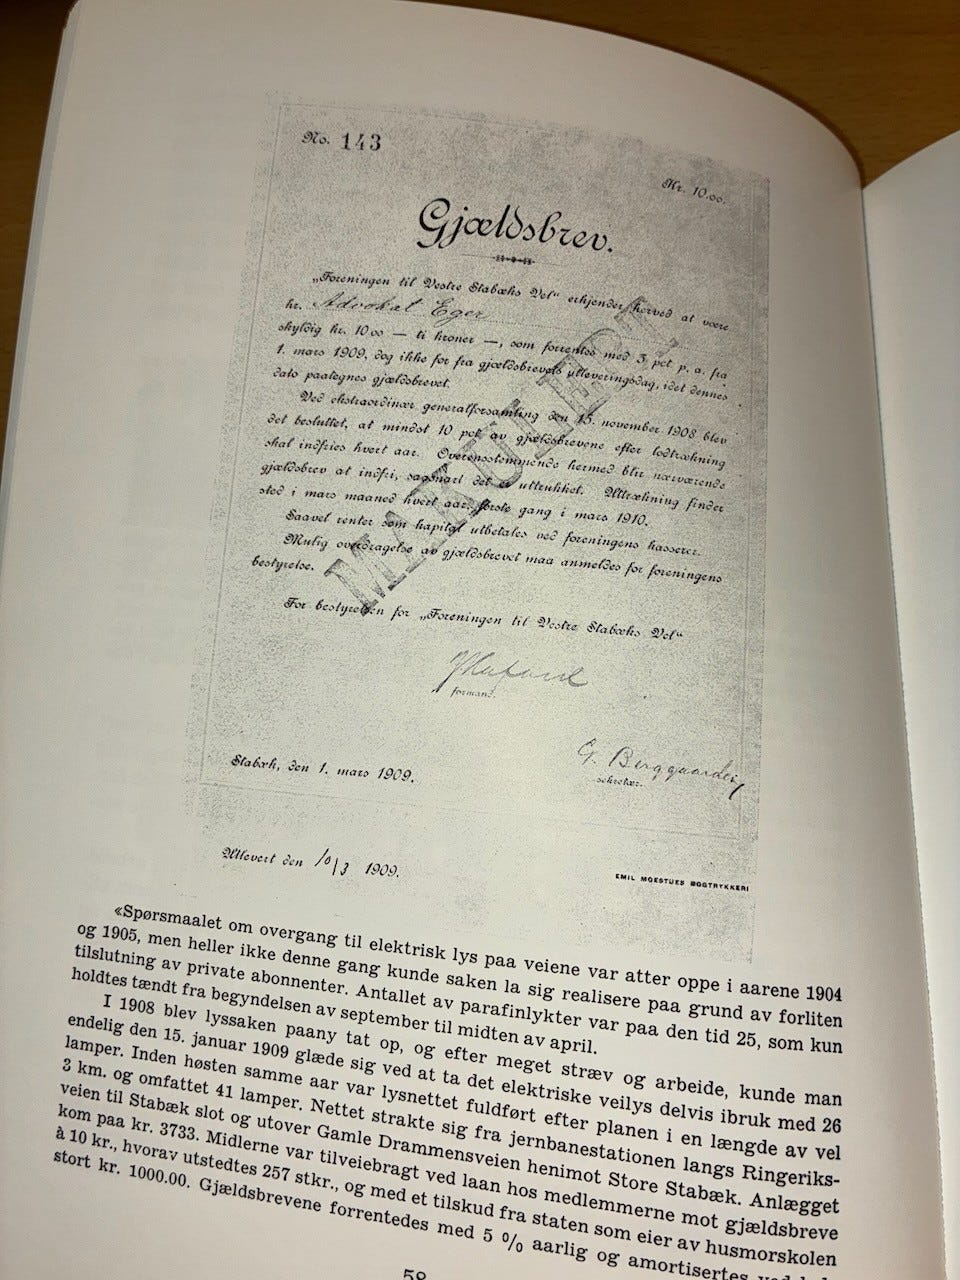 No. 143
Kr. 10.00.
Gjældsbrev.
„Foreningen til Vestre Stabæks Vel“ erkjender herved at være
hr. Advokat Eger
skyldig kr. 10.00 — ti kroner —, som forrentes med 5 pct p. a. fra
1. mars 1909, dog ikke før fra gjældsbrevets utleveringsdag, idet dennes
dato paategnes gjældsbrevet.
Ved ekstraordinær generalforsamling den 15. november 1908 blev
det besluttet, at mindst 10 pct. av gjældsbrevene efter lodtrækning
skal indfries hvert aar. Overensstemmende hermed blir nærværende
gjældsbrev at indfri, saasnart det er uttrukket. Uttrækning finder
sted i mars maaned hvert aar, første gang i mars 1910.
Saavel renter som kapital utbetales ved foreningens kasserer.
Mulig overdragelse av gjældsbrevet maa anmeldes for foreningens
bestyrelse.
For bestyrelsen for „Foreningen til Vestre Stabæks Vel“
formand.
G. Berggaarden
sekretær.
Stabæk, den 1. mars 1909.
Utlevert den 10/3 1909.
EMIL MOESTUES BOGTRYKKERI
«Spørsmaalet om overgang til elektrisk lys paa veiene var atter oppe i aarene 1904
og 1905, men heller ikke denne gang kunde saken la sig realisere paa grund av forliten
tilslutning av private abonnenter. Antallet av parafinlykter var paa den tid 25, som kun
holdtes tændt fra begyndelsen av september til midten av april.
I 1908 blev lyssaken paany tat op, og efter meget stræv og arbeide, kunde man
endelig den 15. januar 1909 glæde sig ved at ta det elektriske veilys delvis ibruk med 26
lamper. Inden høsten samme aar var lysnettet fuldført efter planen i en længde av vel
3 km. og omfattet 41 lamper. Nettet strakte sig fra jernbanestationen langs Ringeriks-
veien til Stabæk slot og utover Gamle Drammensveien henimot Store Stabæk. Anlægget
kom paa kr. 3733. Midlerne var tilveiebragt ved laan hos medlemmerne mot gjældsbreve
à 10 kr., hvorav utstedtes 257 stkr., og med et tilskud fra staten som eier av husmorskolen
stort kr. 1000.00. Gjældsbrevene forrentedes med 5 % aarlig og amortisertes
58